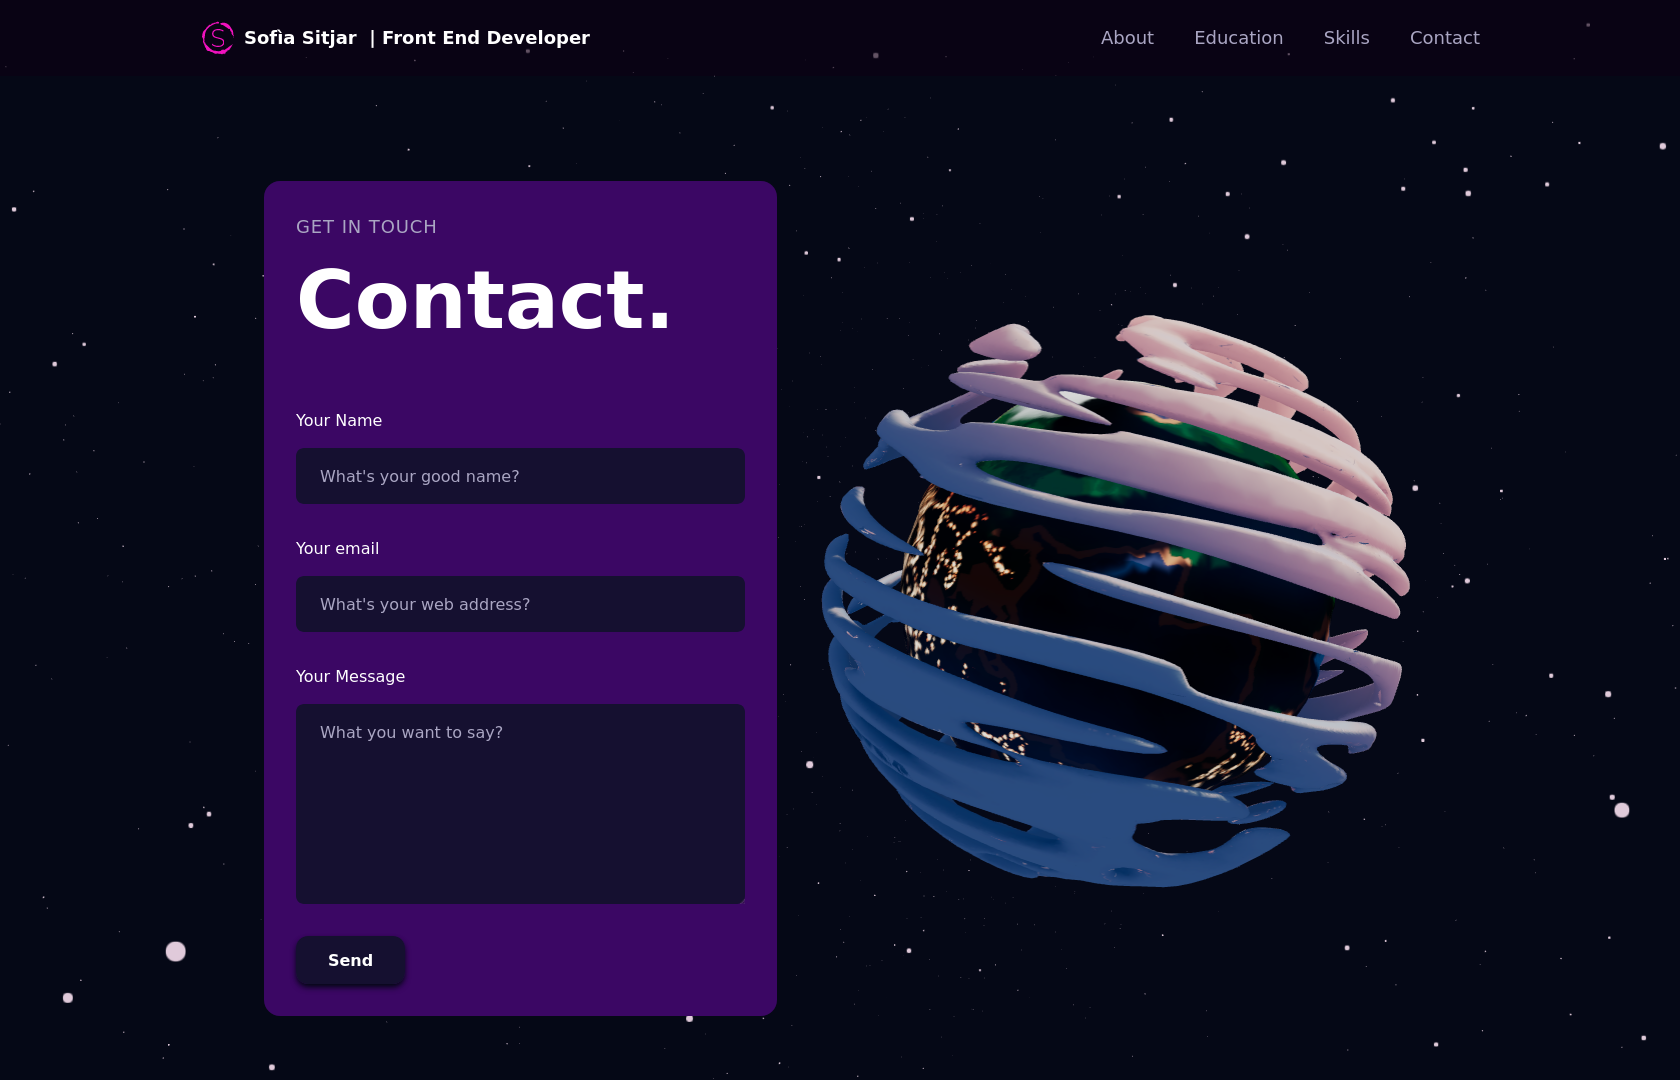 S
Sofìa Sitjar | Front End Developer
About
Education
Skills
Contact
GET IN TOUCH
Contact.
Your Name
What's your good name?
Your email
What's your web address?
Your Message
What you want to say?
Send